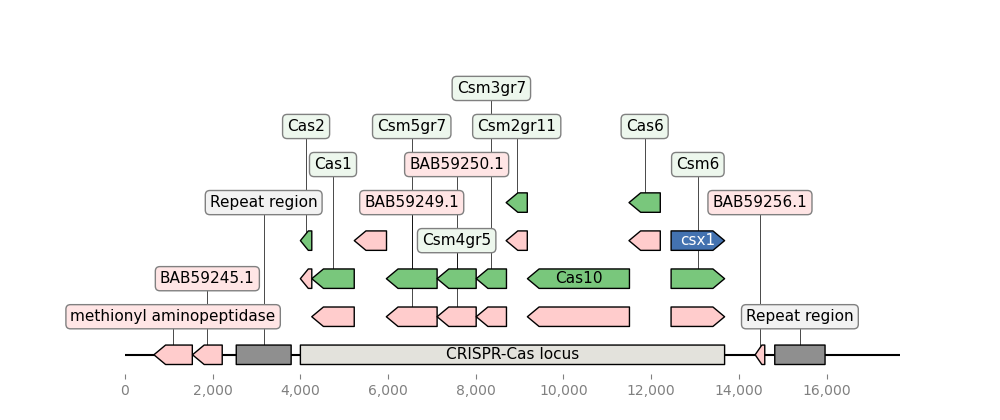 Csm3gr7
Cas2
Csm5gr7
Csm2gr11
Cas6
Cas1
BAB59250.1
Csm6
Repeat region
BAB59249.1
BAB59256.1
Csm4gr5
csx1
BAB59245.1
Cas10
methionyl aminopeptidase
Repeat region
CRISPR-Cas locus
0 2,000 4,000 6,000 8,000 10,000 12,000 14,000 16,000